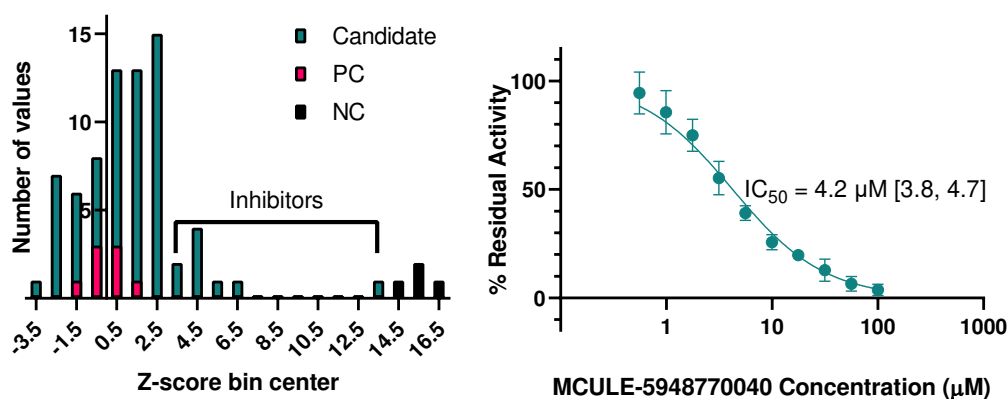 Number of values
15
10
5
Candidate
PC
NC
Inhibitors
-3.5
-1.5
0.5
2.5
4.5
6.5
8.5
10.5
12.5
14.5
16.5
Z-score bin center
% Residual Activity
100
50
0
IC50 = 4.2 µM [3.8, 4.7]
1
10
100
1000
MCULE-5948770040 Concentration (µM)